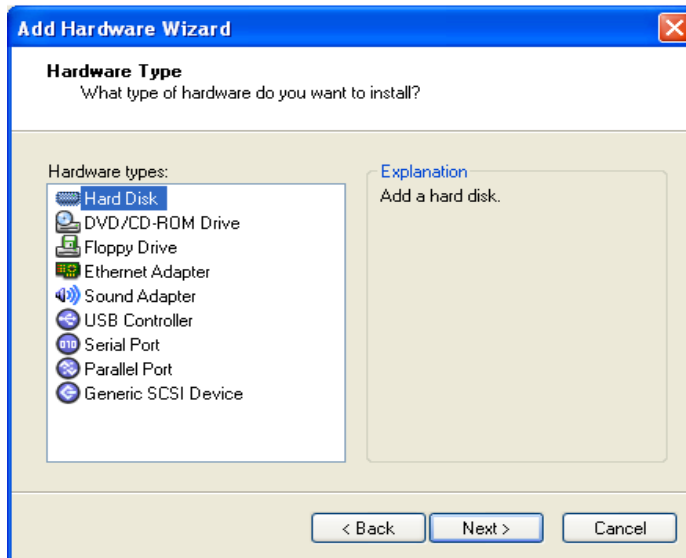 Add Hardware Wizard
Hardware Type
What type of hardware do you want to install?
Hardware types:
Hard Disk
DVD/CD-ROM Drive
Floppy Drive
Ethernet Adapter
Sound Adapter
USB Controller
Serial Port
Parallel Port
Generic SCSI Device
Explanation
Add a hard disk.
< Back
Next >
Cancel